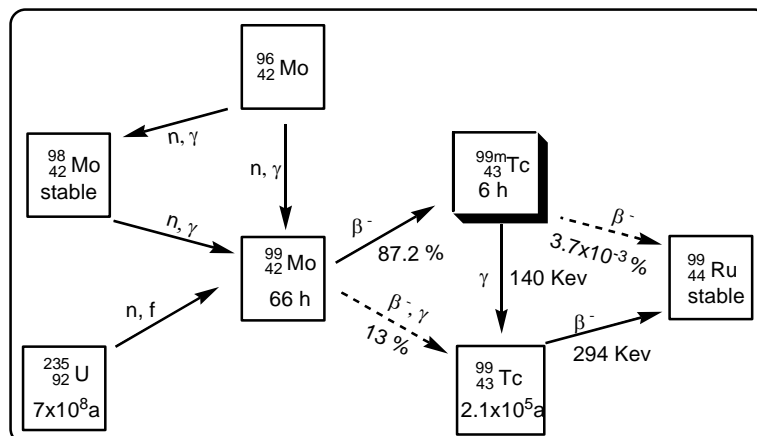 96 42 Mo
n, γ
98 42 Mo
stable
n, γ
99m 43 Tc
6 h
n, γ
β -
87.2 %
β-
3.7x10-3 %
99 42 Mo
66 h
γ
140 Kev
99 44 Ru
stable
n, f
β-, γ
13 %
β-
294 Kev
235 92 U
7x108a
99 43 Tc
2.1x105a